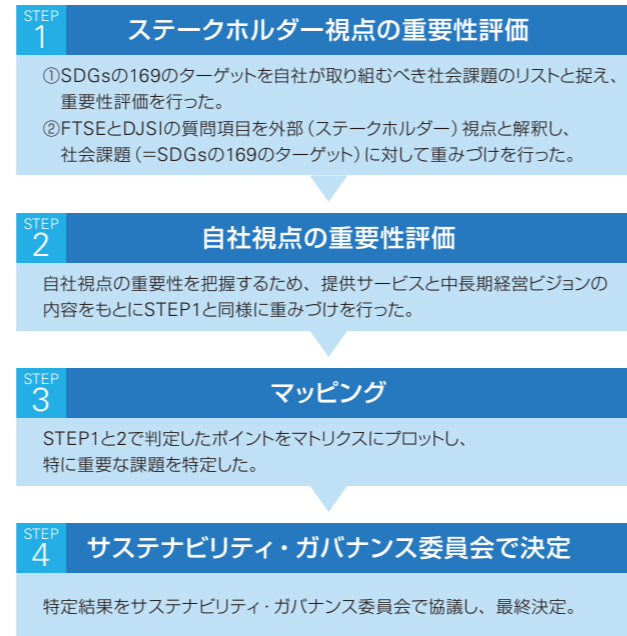 STEP
1
ステークホルダー視点の重要性評価
①SDGsの169のターゲットを自社が取り組むべき社会課題のリストと捉え、
重要性評価を行った。
②FTSEとDJSIの質問項目を外部(ステークホルダー)視点と解釈し、
社会課題(=SDGsの169のターゲット)に対して重みづけを行った。
STEP
2
自社視点の重要性評価
自社視点の重要性を把握するため、提供サービスと中長期経営ビジョンの
内容をもとにSTEP1と同様に重みづけを行った。
STEP
3
マッピング
STEP1と2で判定したポイントをマトリクスにプロットし、
特に重要な課題を特定した。
STEP
4
サステナビリティ・ガバナンス委員会で決定
特定結果をサステナビリティ・ガバナンス委員会で協議し、最終決定。